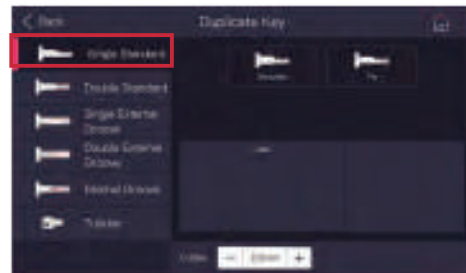 Back
Duplicate Key
Single Standard
Double Standard
Single External
Groove
Double External
Groove
Internal Groove
Tubular